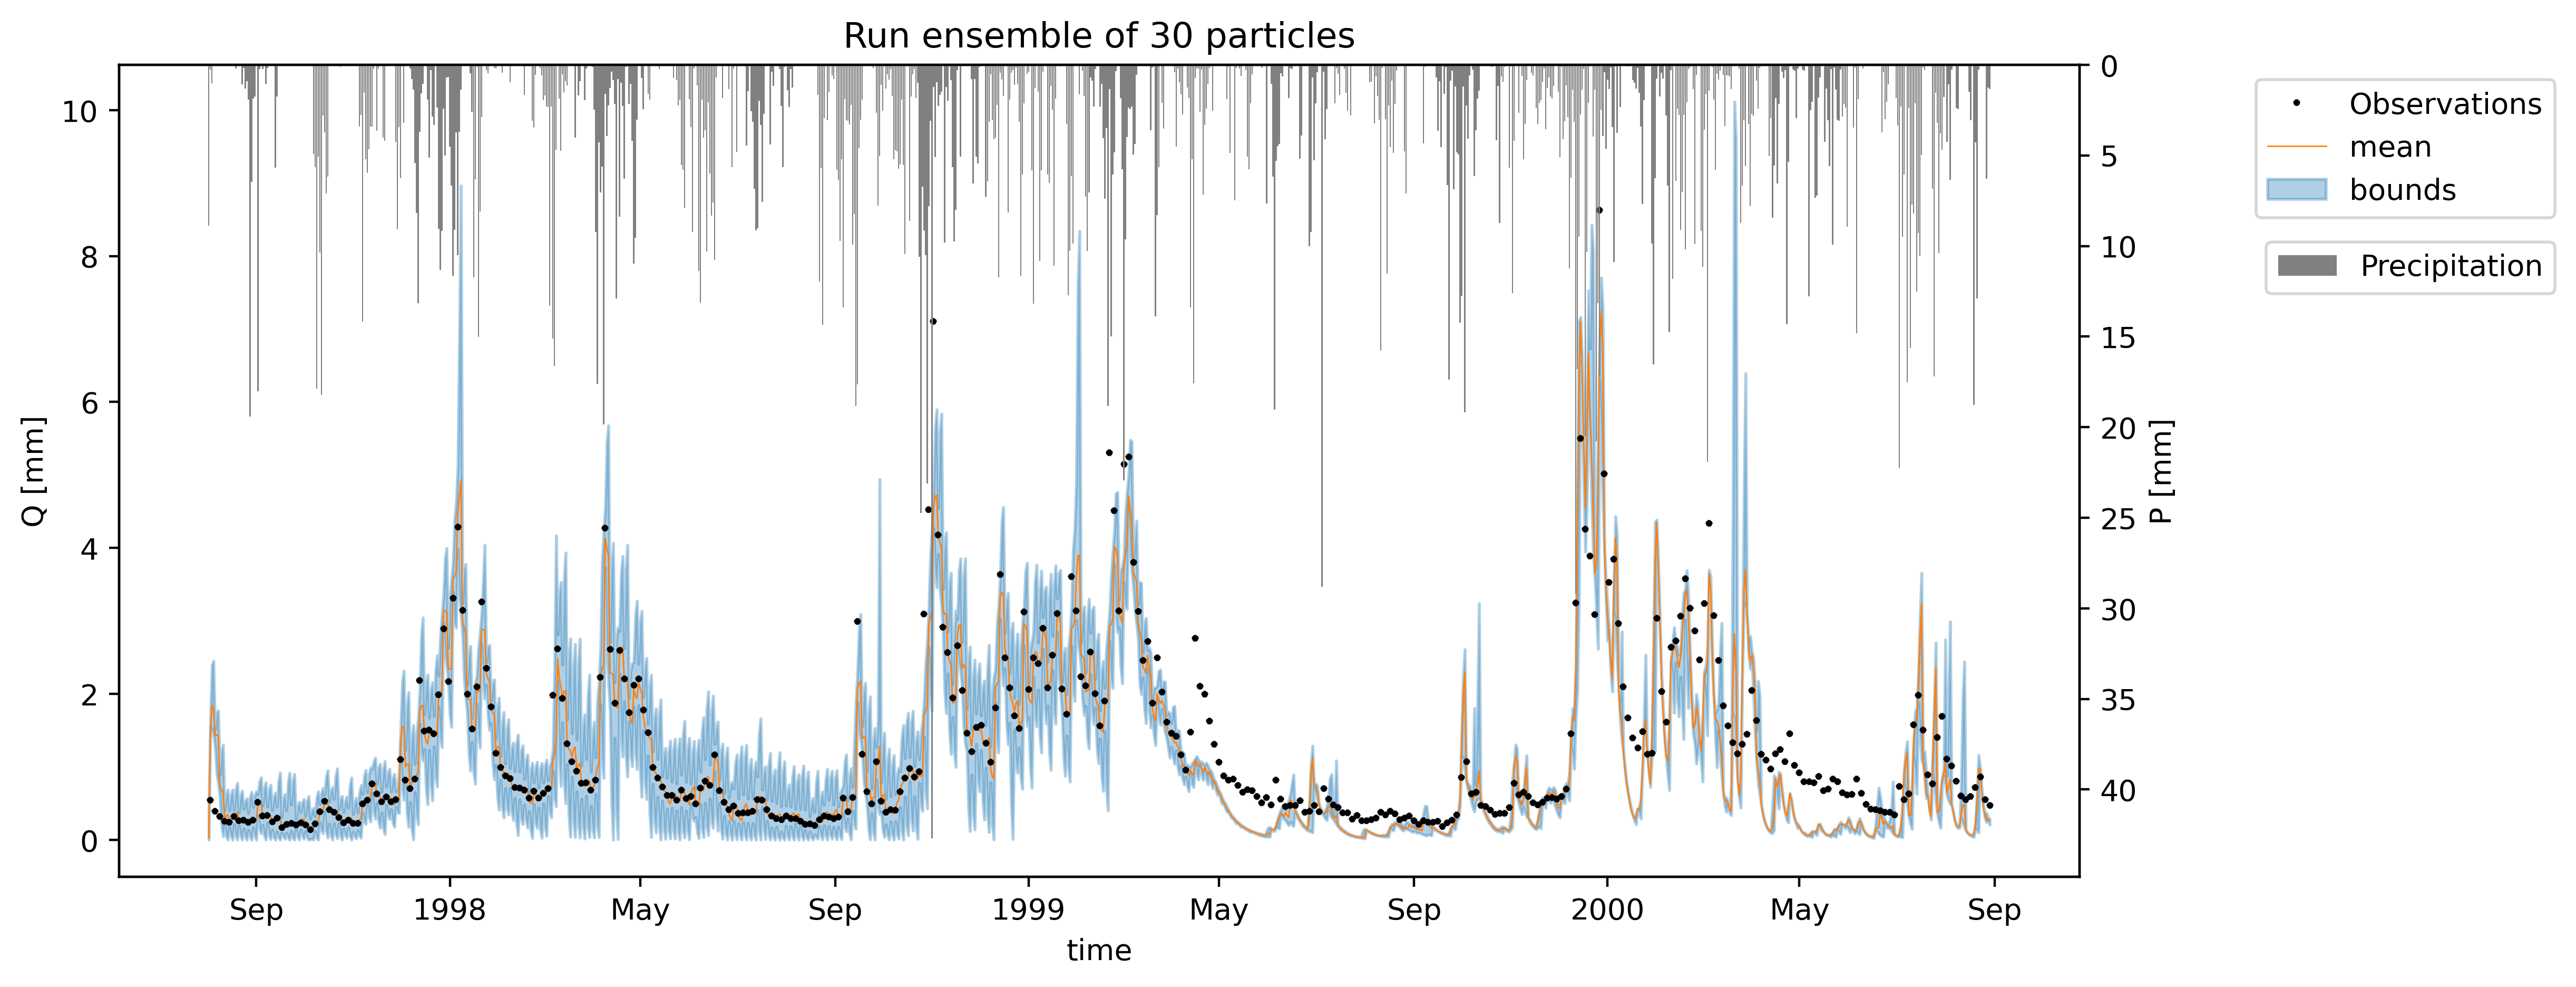 Run ensemble of 30 particles
10
8
6
4
2
0
Q [mm]
0
5
10
15
20
25
30
35
40
P [mm]
Sep
1998
May
Sep
1999
May
Sep
2000
May
Sep
time
Observations
mean
bounds
Precipitation